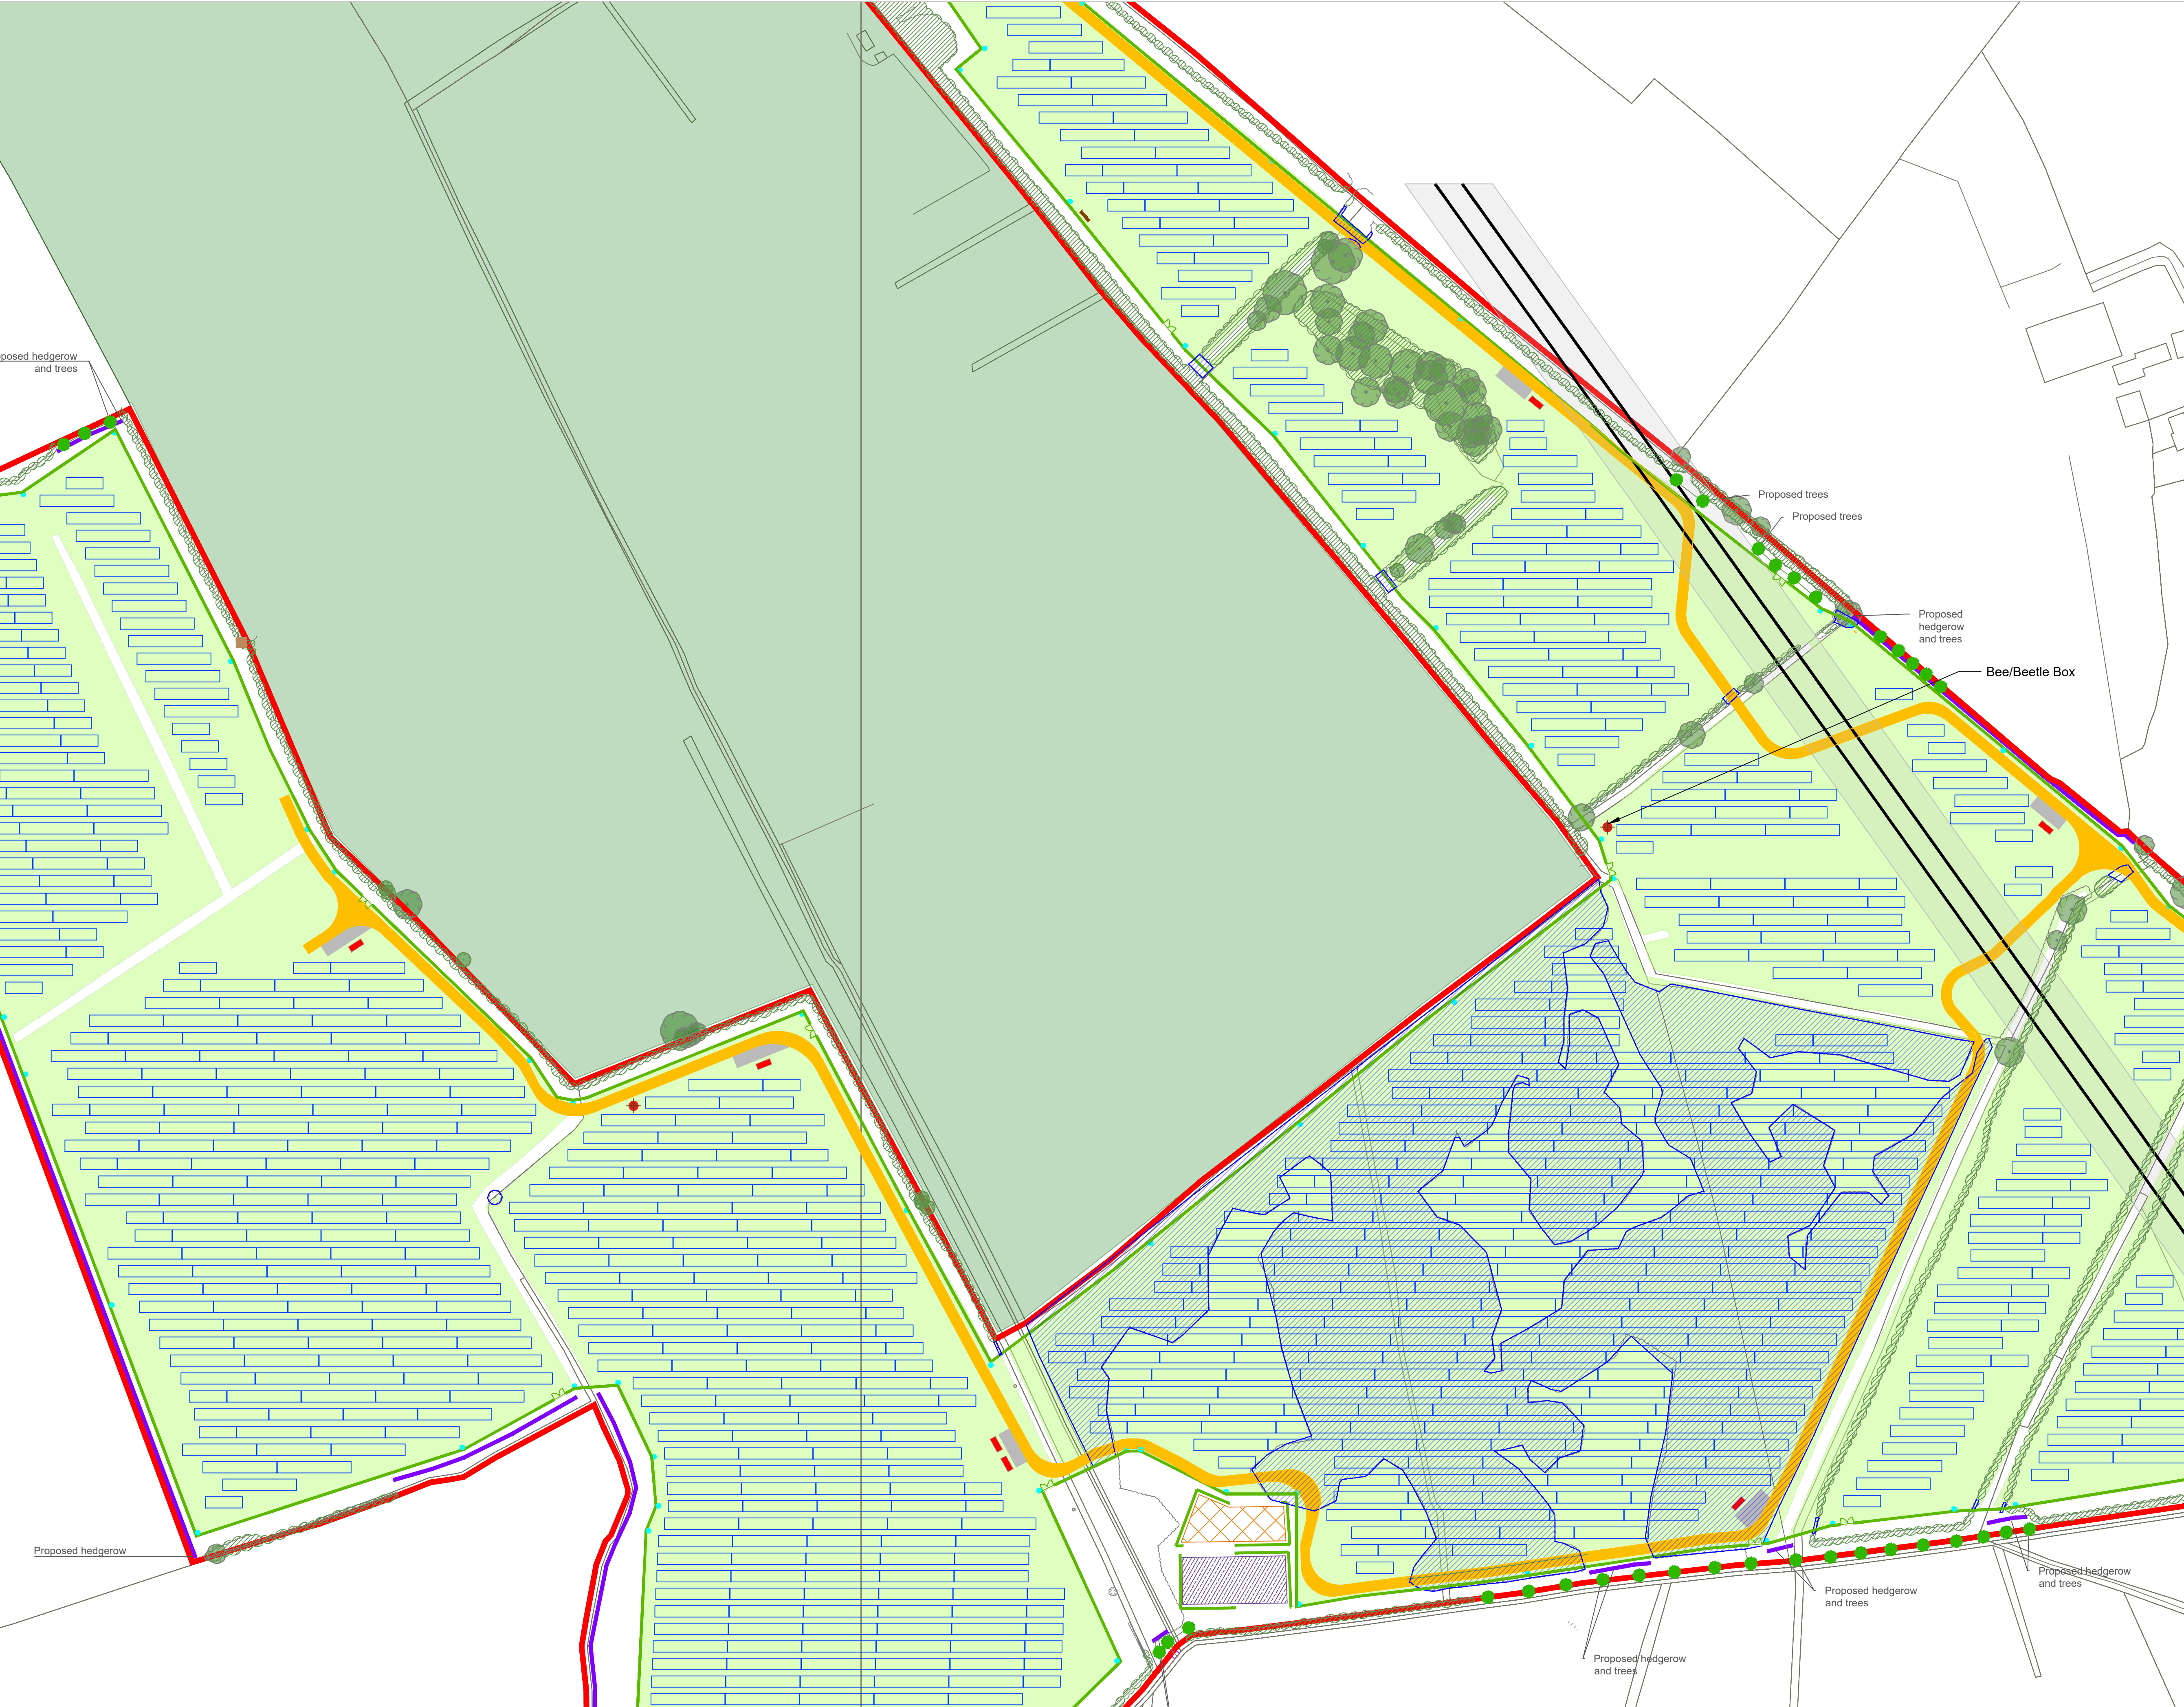 posed hedgerow
and trees
Proposed trees
Proposed trees
Proposed
hedgerow
and trees
Bee/Beetle Box
Proposed hedgerow
Proposed hedgerow
and trees
Proposed hedgerow
and trees
Proposed hedgerow
and trees